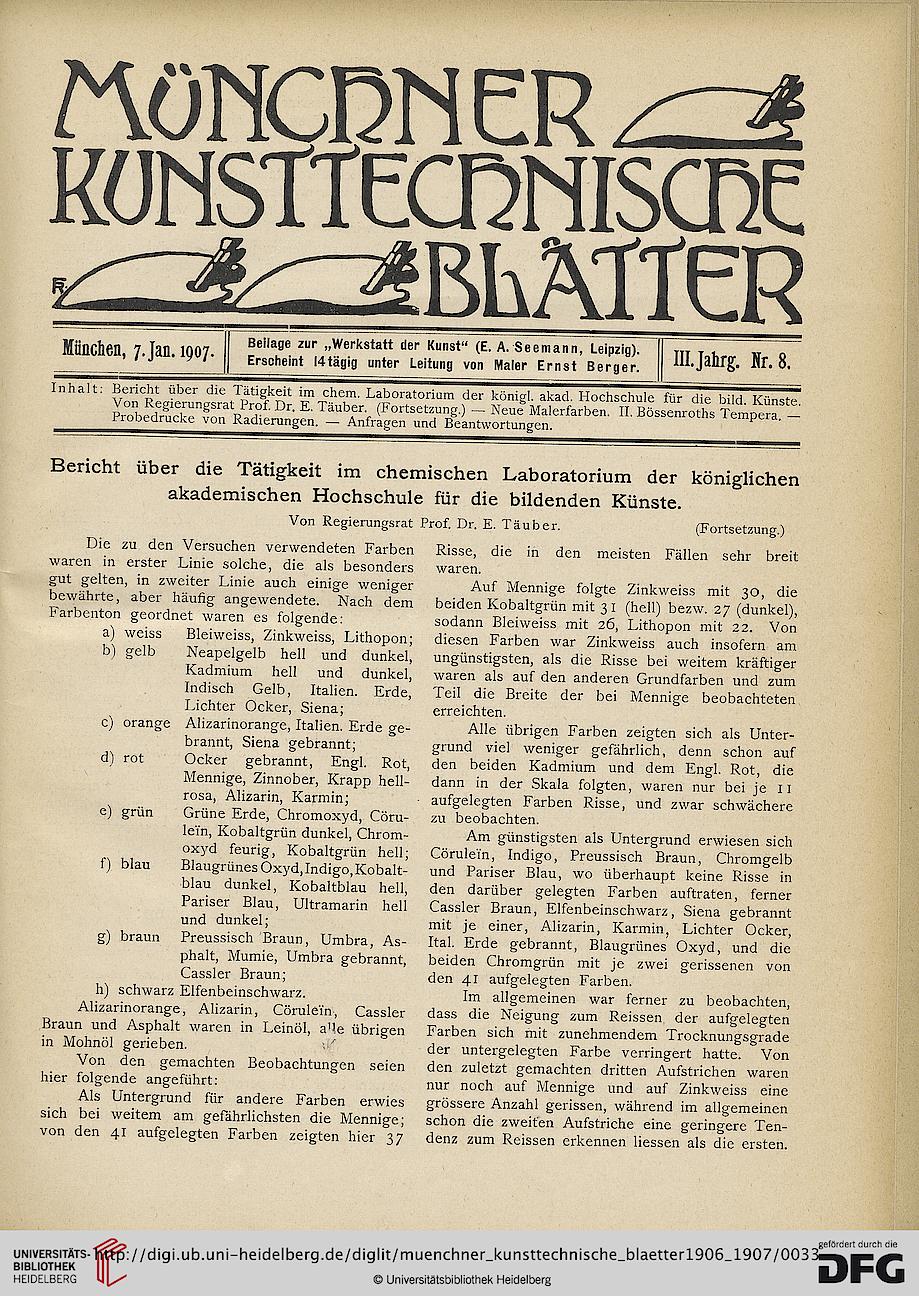 MÜNCHNER
KUNSTTECHNISCHE
BLÄTTER
München, 7. Jan. 1907.
Beilage zur „Werkstatt der Kunst“ (E. A. Seemann, Leipzig).
Erscheint 14tägig unter Leitung von Maler Ernst Berger.
III. Jahrg. Nr. 8.
Inhalt: Bericht über die Tätigkeit im chem. Laboratorium der königl. akad. Hochschule für die bild. Künste.
Von Regierungsrat Prof. Dr. E. Täuber. (Fortsetzung.) — Neue Malerfarben. II. Bössenroths Tempera. —
Probedrucke von Radierungen. — Anfragen und Beantwortungen.
Bericht über die Tätigkeit im chemischen Laboratorium der königlichen
akademischen Hochschule für die bildenden Künste.
Von Regierungsrat Prof. Dr. E. Täuber.
(Fortsetzung.)
Die zu den Versuchen verwendeten Farben
waren in erster Linie solche, die als besonders
gut gelten, in zweiter Linie auch einige weniger
bewährte, aber häufig angewendete. Nach dem
Farbenton geordnet waren es folgende:
a) weiss Bleiweiss, Zinkweiss, Lithopon;
b) gelb Neapelgelb hell und dunkel,
Kadmium hell und dunkel,
Indisch Gelb, Italien. Erde,
Lichter Ocker, Siena;
c) orange Alizarinorange, Italien. Erde ge-
brannt, Siena gebrannt;
d) rot Ocker gebrannt, Engl. Rot,
Mennige, Zinnober, Krapp hell-
rosa, Alizarin, Karmin;
e) grün Grüne Erde, Chromoxyd, Cöru-
leïn, Kobaltgrün dunkel, Chrom-
oxyd feurig, Kobaltgrün hell;
f) blau Blaugrünes Oxyd, Indigo, Kobalt-
blau dunkel, Kobaltblau hell,
Pariser Blau, Ultramarin hell
und dunkel;
g) braun Preussisch Braun, Umbra, As-
phalt, Mumie, Umbra gebrannt,
Cassler Braun;
h) schwarz Elfenbeinschwarz.
Alizarinorange, Alizarin, Cöruleïn, Cassler
Braun und Asphalt waren in Leinöl, alle übrigen
in Mohnöl gerieben.
Von den gemachten Beobachtungen seien
hier folgende angeführt:
Als Untergrund für andere Farben erwies
sich bei weitem am gefährlichsten die Mennige;
von den 41 aufgelegten Farben zeigten hier 37
Risse, die in den meisten Fällen sehr breit
waren.
Auf Mennige folgte Zinkweiss mit 30, die
beiden Kobaltgrün mit 31 (hell) bezw. 27 (dunkel),
sodann Bleiweiss mit 26, Lithopon mit 22. Von
diesen Farben war Zinkweiss auch insofern am
ungünstigsten, als die Risse bei weitem kräftiger
waren als auf den anderen Grundfarben und zum
Teil die Breite der bei Mennige beobachteten
erreichten.
Alle übrigen Farben zeigten sich als Unter-
grund viel weniger gefährlich, denn schon auf
den beiden Kadmium und dem Engl. Rot, die
dann in der Skala folgten, waren nur bei je 11
aufgelegten Farben Risse, und zwar schwächere
zu beobachten.
Am günstigsten als Untergrund erwiesen sich
Cöruleïn, Indigo, Preussisch Braun, Chromgelb
und Pariser Blau, wo überhaupt keine Risse in
den darüber gelegten Farben auftraten, ferner
Cassler Braun, Elfenbeinschwarz, Siena gebrannt
mit je einer, Alizarin, Karmin, Lichter Ocker,
Ital. Erde gebrannt, Blaugrünes Oxyd, und die
beiden Chromgrün mit je zwei gerissenen von
den 41 aufgelegten Farben.
Im allgemeinen war ferner zu beobachten,
dass die Neigung zum Reissen der aufgelegten
Farben sich mit zunehmendem Trocknungsgrade
der untergelegten Farbe verringert hatte. Von
den zuletzt gemachten dritten Aufstrichen waren
nur noch auf Mennige und auf Zinkweiss eine
grössere Anzahl gerissen, während im allgemeinen
schon die zweiten Aufstriche eine geringere Ten-
denz zum Reissen erkennen liessen als die ersten.
UNIVERSITÄTS-
BIBLIOTHEK
HEIDELBERG
http://digi.ub.uni-heidelberg.de/diglit/muenchner_kunsttechnische_blaetter1906_1907/0033
© Universitätsbibliothek Heidelberg
gefördert durch die
DFG